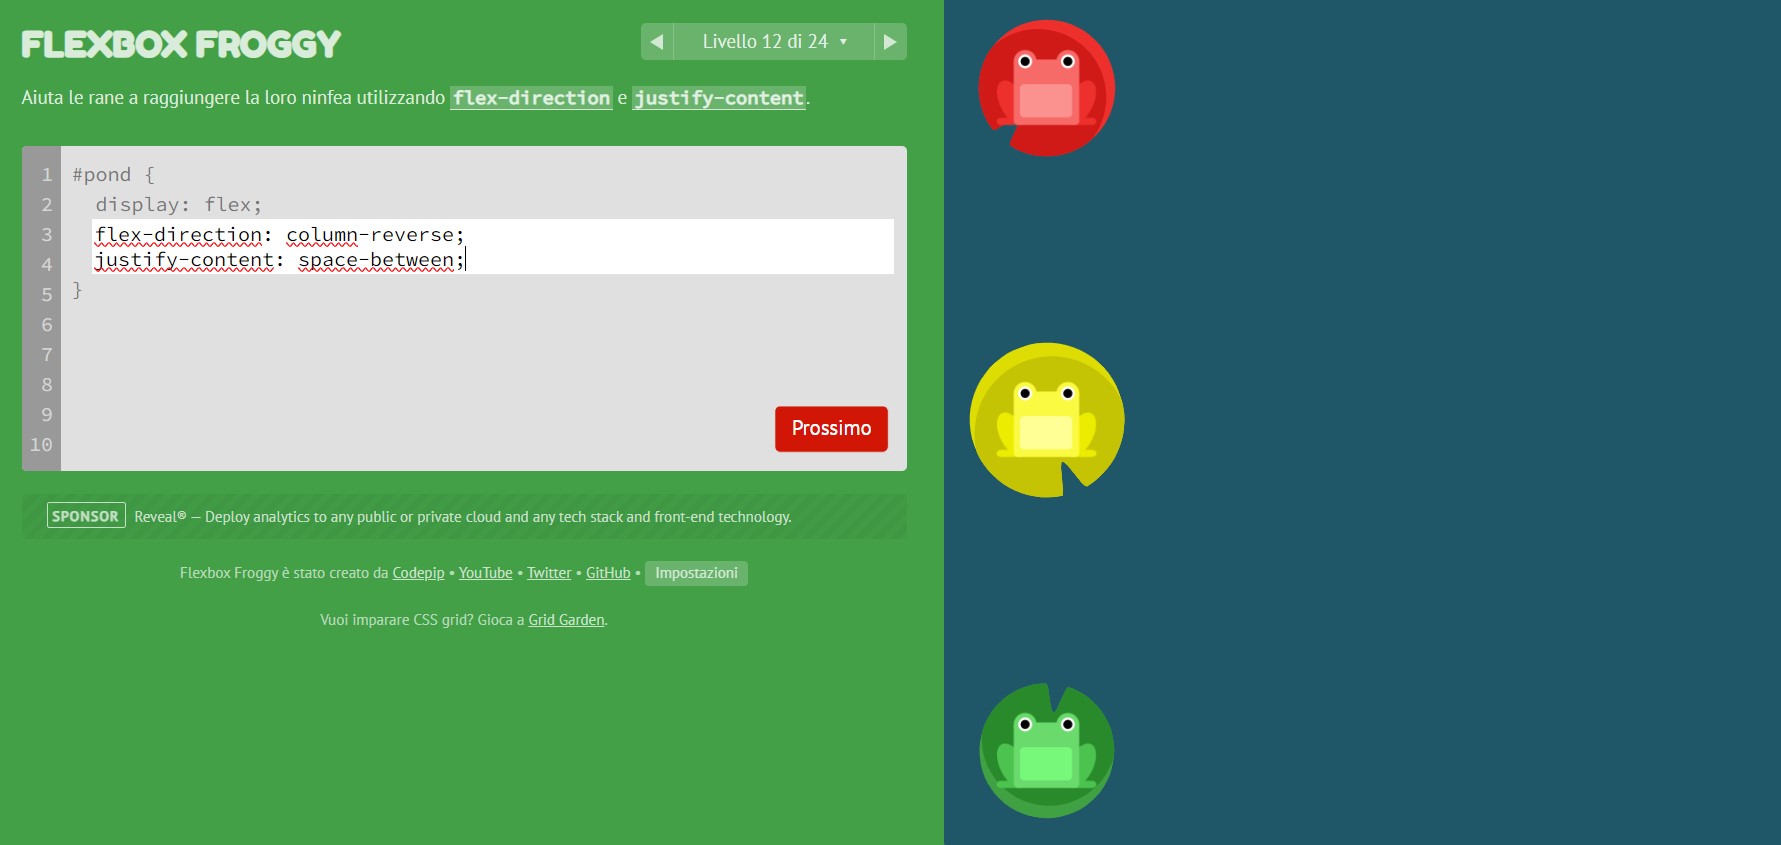 FLEXBOX FROGGY
Livello 12 di 24 ▼
Aiuta le rane a raggiungere la loro ninfea utilizzando flex-direction e justify-content.
1 #pond {
2 display: flex;
3 flex-direction: column-reverse;
4 justify-content: space-between;
5 }
6
7
8
9
10
Prossimo
SPONSOR Reveal® — Deploy analytics to any public or private cloud and any tech stack and front-end technology.
Flexbox Froggy è stato creato da Codepip • YouTube • Twitter • GitHub • Impostazioni
Vuoi imparare CSS grid? Gioca a Grid Garden.